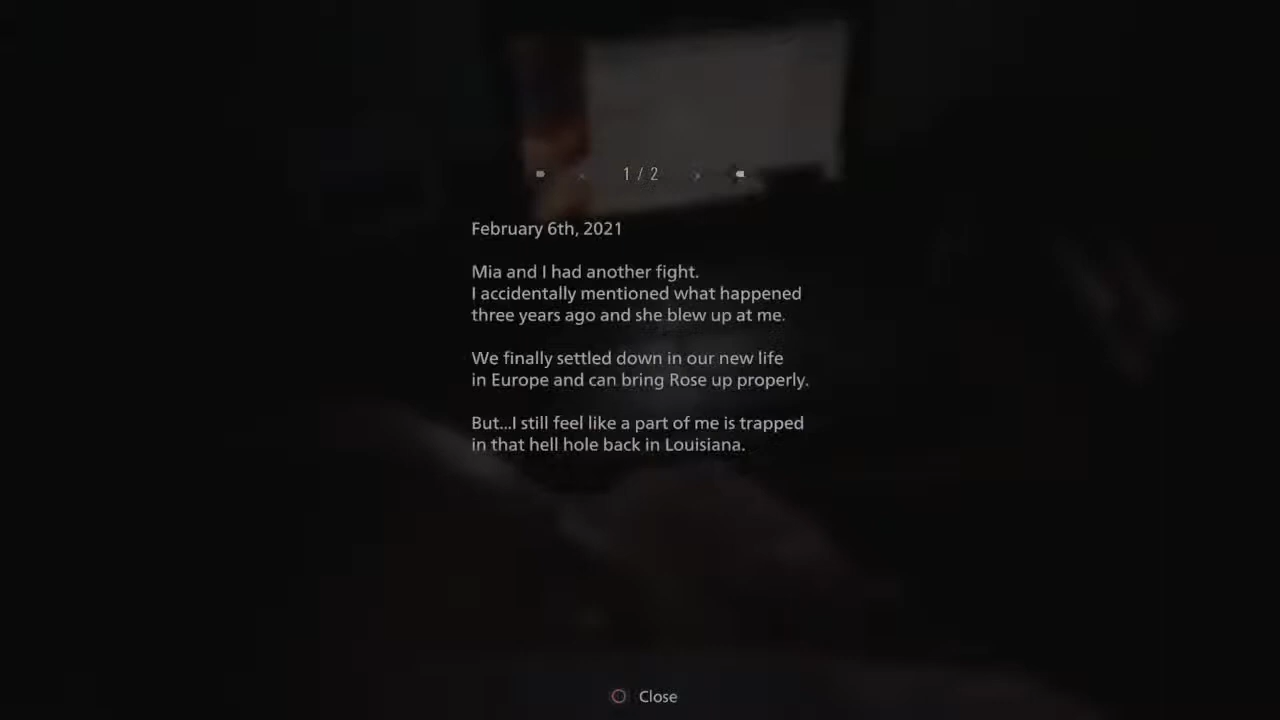 1 / 2
February 6th, 2021
Mia and I had another fight.
I accidentally mentioned what happened
three years ago and she blew up at me.
We finally settled down in our new life
in Europe and can bring Rose up properly.
But...I still feel like a part of me is trapped
in that hell hole back in Louisiana.
Close